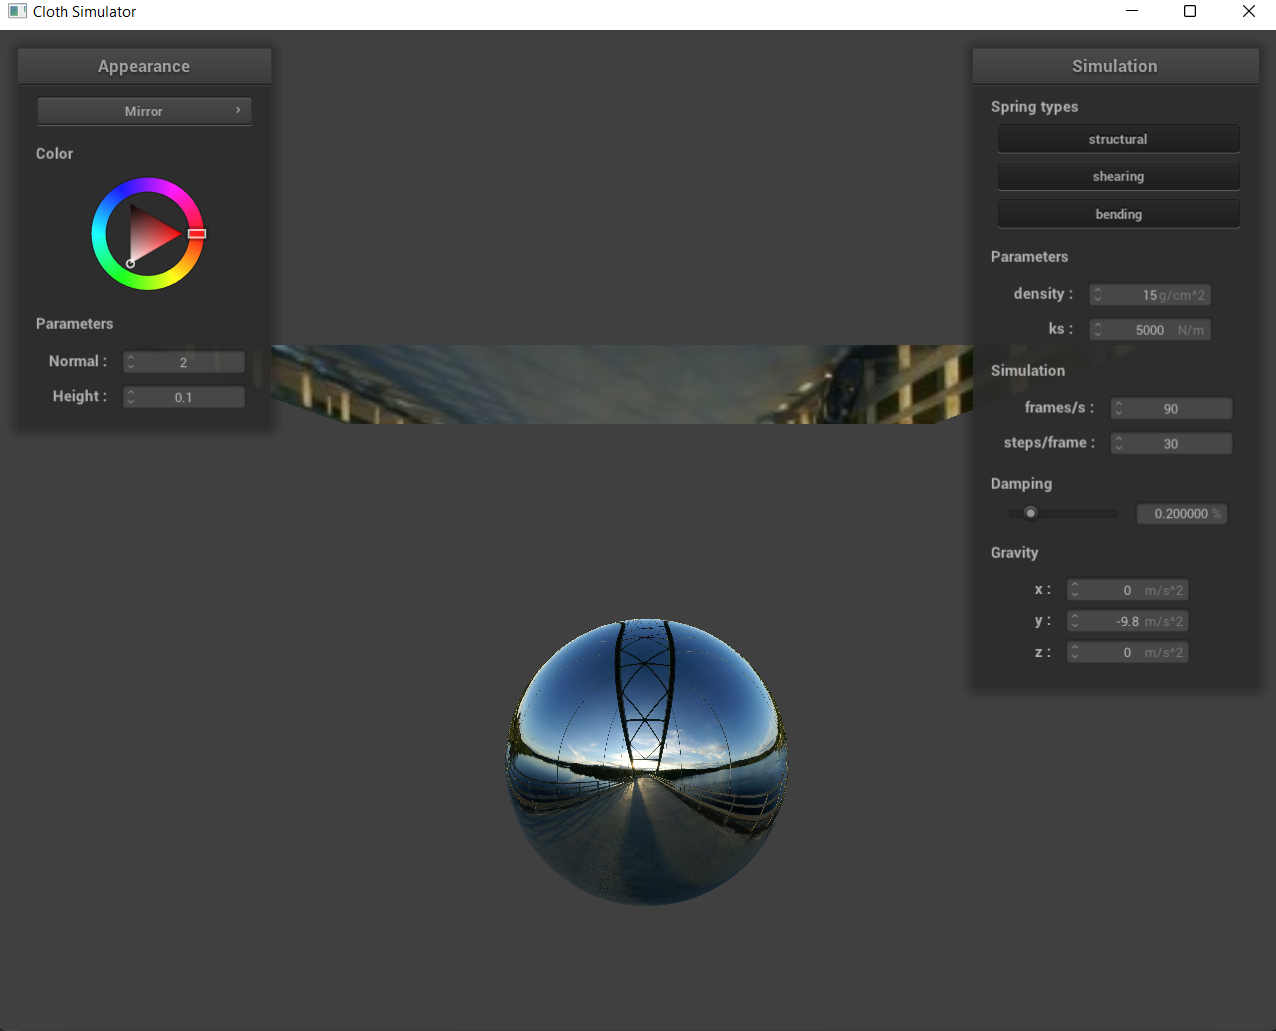 Cloth Simulator
Appearance
Mirror
Color
Parameters
Normal : 2
Height : 0.1
Simulation
Spring types
structural
shearing
bending
Parameters
density : 15 g/cm^2
ks : 5000 N/m
Simulation
frames/s : 90
steps/frame : 30
Damping
0.200000 %
Gravity
x : 0 m/s^2
y : -9.8 m/s^2
z : 0 m/s^2